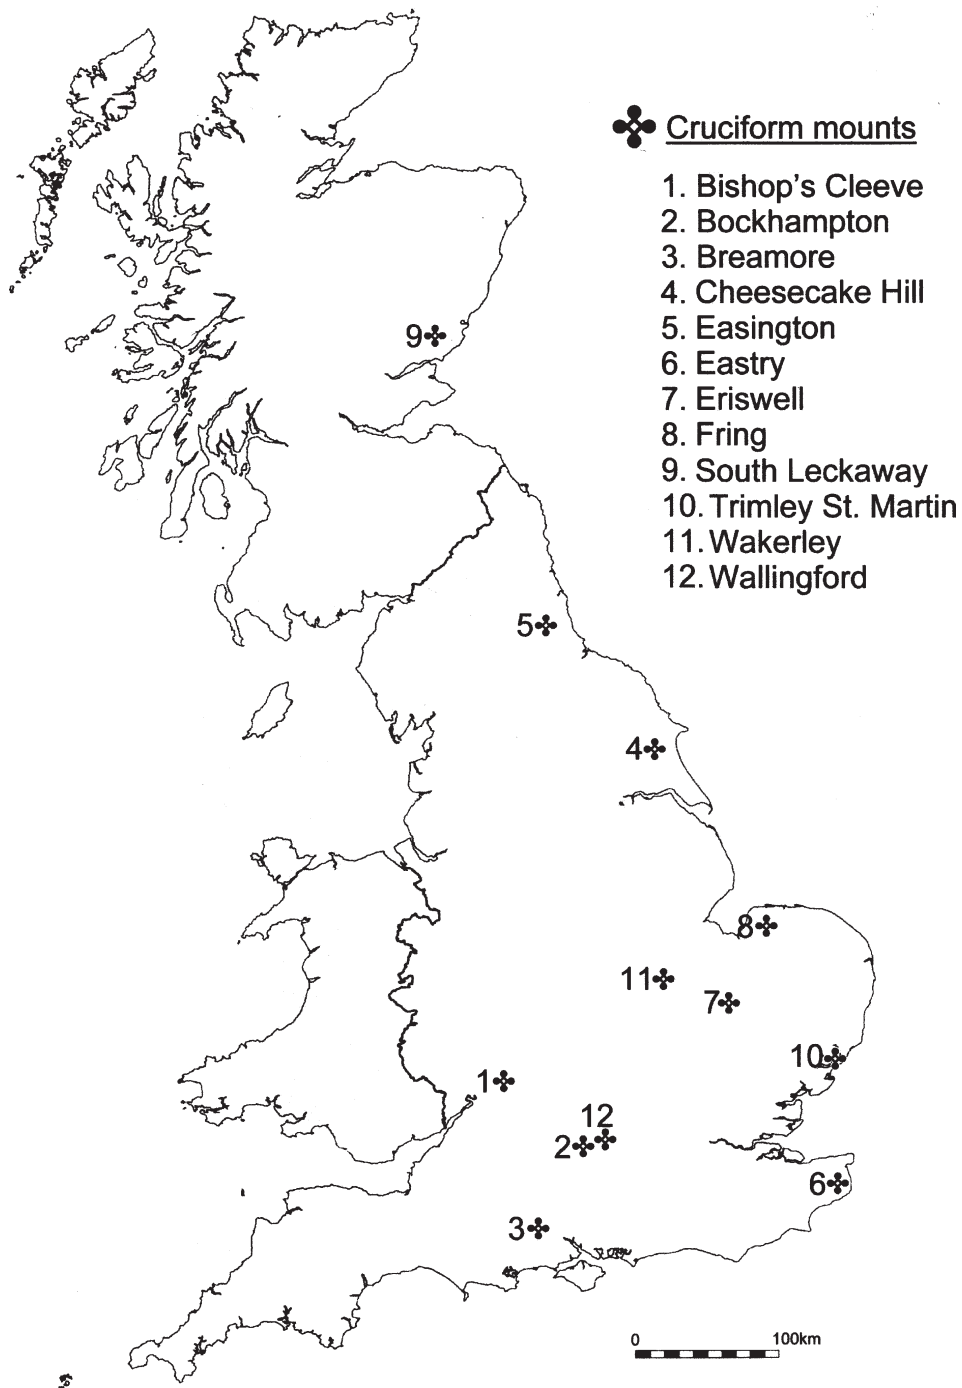 Cruciform mounts
1. Bishop's Cleeve
2. Bockhampton
3. Breamore
4. Cheesecake Hill
5. Easington
6. Eastry
7. Eriswell
8. Fring
9. South Leckaway
10. Trimley St. Martin
11. Wakerley
12. Wallingford
9
5
4
8
11
7
10
1
12
2
6
3
0 100km